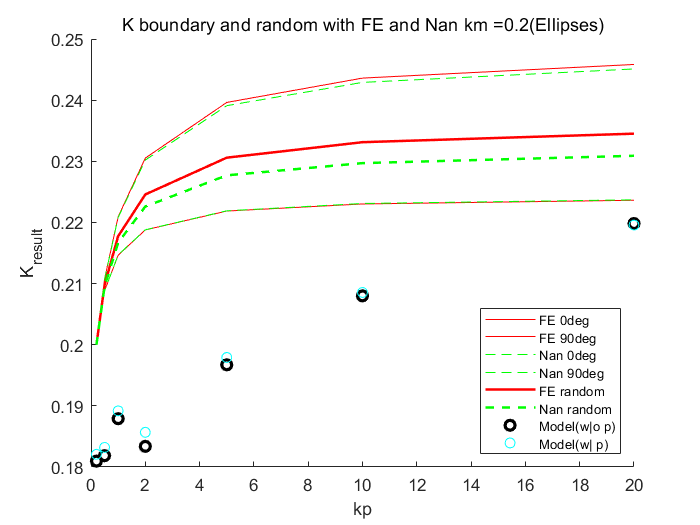 K boundary and random with FE and Nan km =0.2(Ellipses)
0.25
0.24
0.23
0.22
0.21
0.2
0.19
0.18
K_result
0 2 4 6 8 10 12 14 16 18 20
kp
FE 0deg
FE 90deg
Nan 0deg
Nan 90deg
FE random
Nan random
Model(w|o p)
Model(w| p)